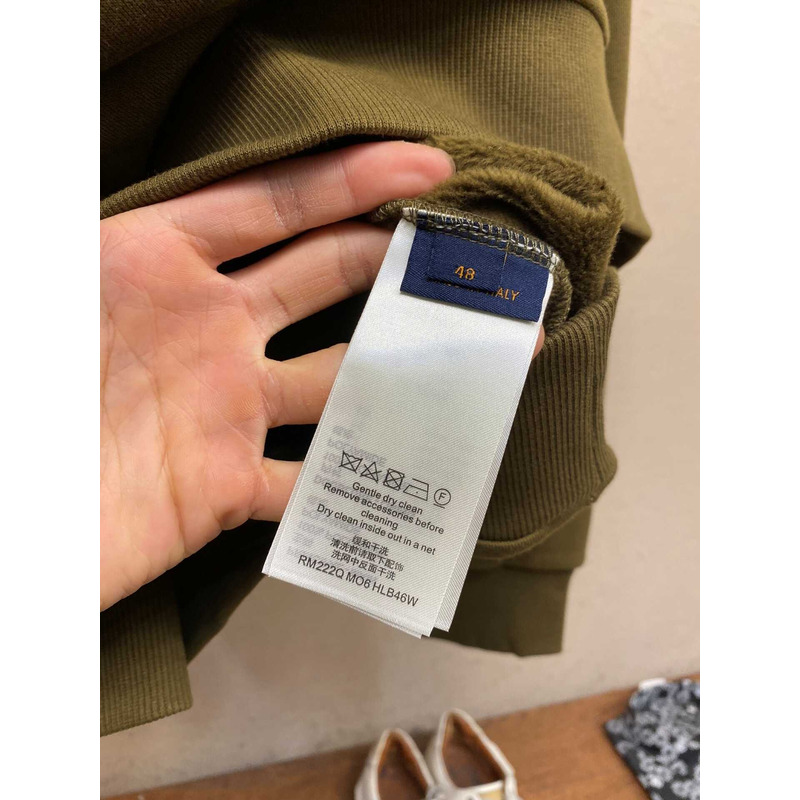 48
ALY
F
Gentle dry clean
Remove accessories before
cleaning
Dry clean inside out in a net
缓和干洗
清洗前请取下配饰
洗网中反面干洗
RM222Q MO6 HLB46W